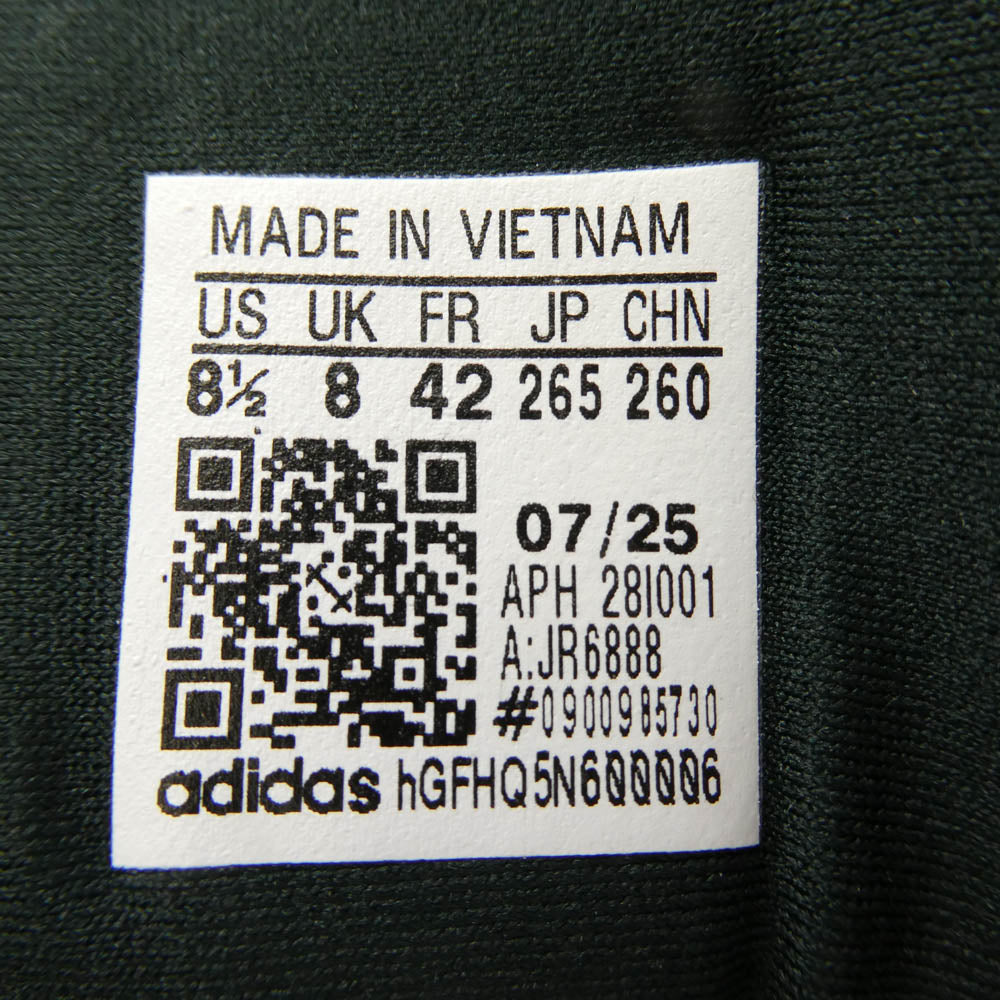 MADE IN VIETNAM
US UK FR JP CHN
8½ 8 42 265 260
07/25
APH 28I001
A:JR6888
#0900985730
adidas hGFHQ5N600006